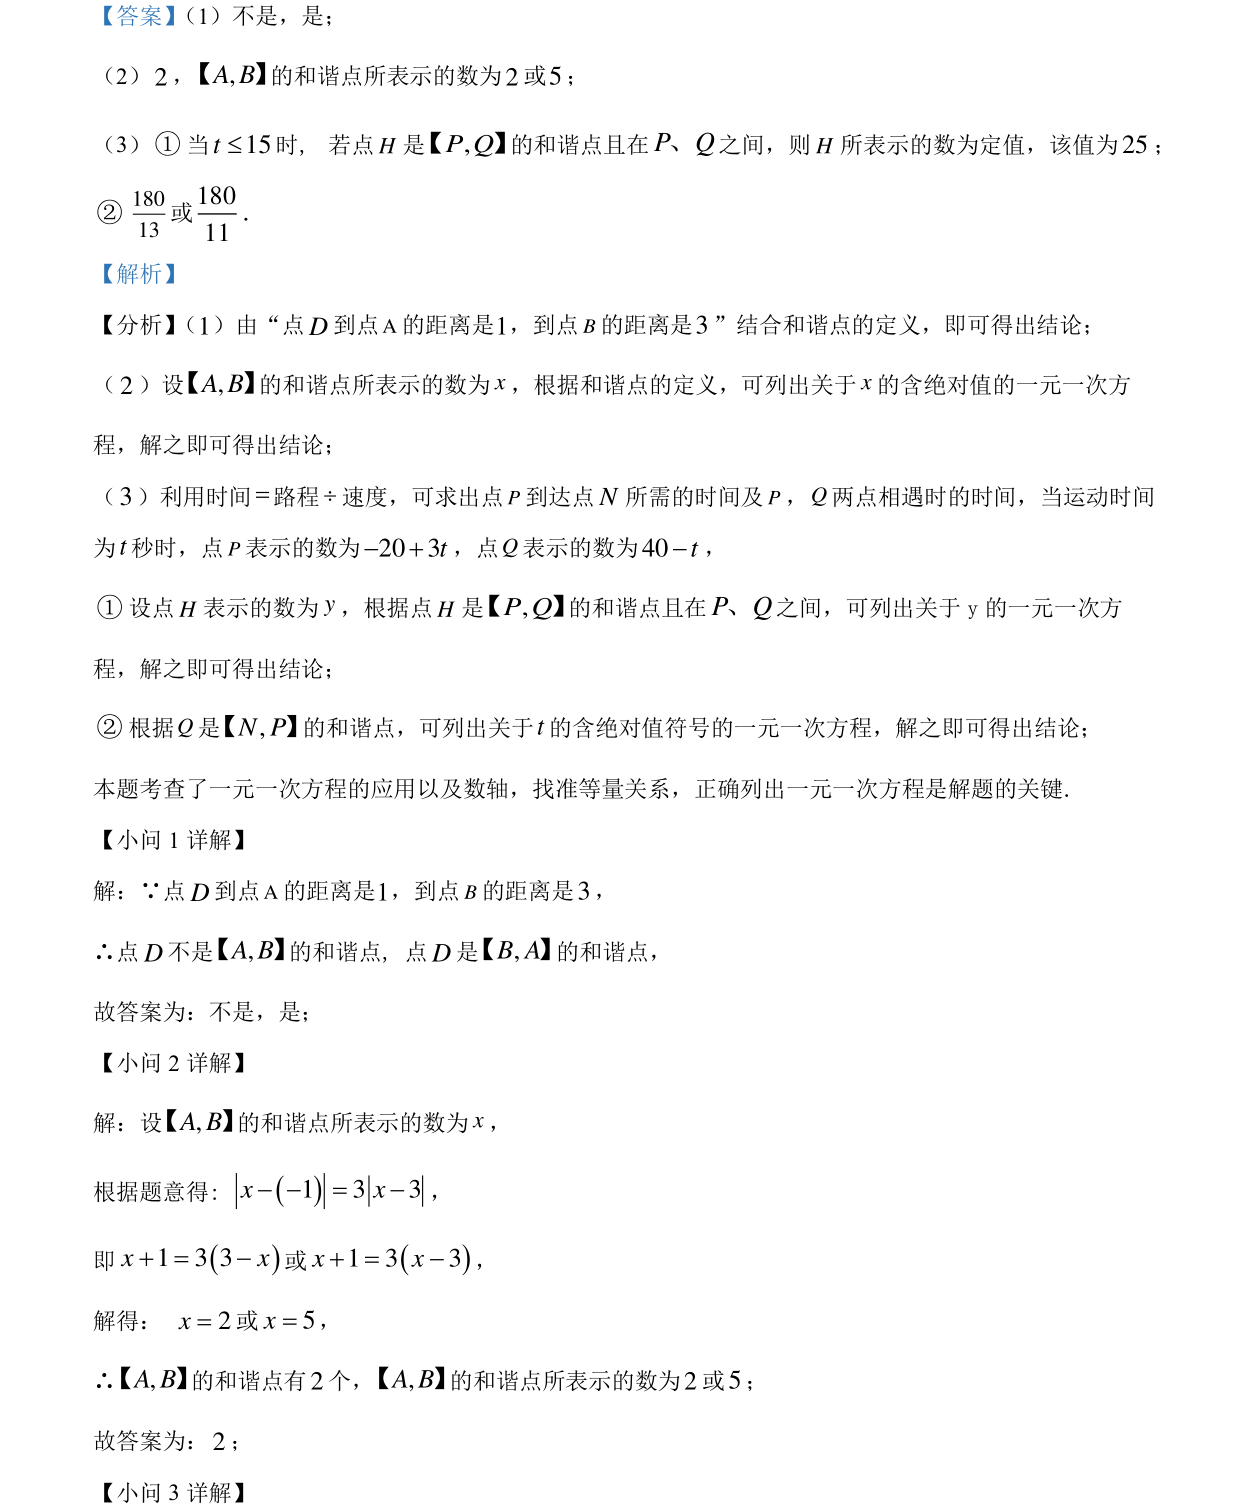 【答案】（1）不是，是；
（2）2，【A,B】的和谐点所表示的数为2或5；
（3）① 当t≤15时， 若点H是【P,Q】的和谐点且在P、Q之间，则H所表示的数为定值，该值为25；
② 180/13 或 180/11．
【解析】
【分析】（1）由“点D到点A的距离是1，到点B的距离是3”结合和谐点的定义，即可得出结论；
（2）设【A,B】的和谐点所表示的数为x，根据和谐点的定义，可列出关于x的含绝对值的一元一次方
程，解之即可得出结论；
（3）利用时间=路程÷速度，可求出点P到达点N所需的时间及P，Q两点相遇时的时间，当运动时间
为t秒时，点P表示的数为−20+3t，点Q表示的数为40−t，
① 设点H表示的数为y，根据点H是【P,Q】的和谐点且在P、Q之间，可列出关于y的一元一次方
程，解之即可得出结论；
② 根据Q是【N,P】的和谐点，可列出关于t的含绝对值符号的一元一次方程，解之即可得出结论；
本题考查了一元一次方程的应用以及数轴，找准等量关系，正确列出一元一次方程是解题的关键．
【小问1详解】
解：∵点D到点A的距离是1，到点B的距离是3，
∴点D不是【A,B】的和谐点，点D是【B,A】的和谐点，
故答案为：不是，是；
【小问2详解】
解：设【A,B】的和谐点所表示的数为x，
根据题意得：|x−(−1)|=3|x−3|，
即x+1=3(3−x)或x+1=3(x−3)，
解得： x=2或x=5，
∴【A,B】的和谐点有2个，【A,B】的和谐点所表示的数为2或5；
故答案为：2；
【小问3详解】